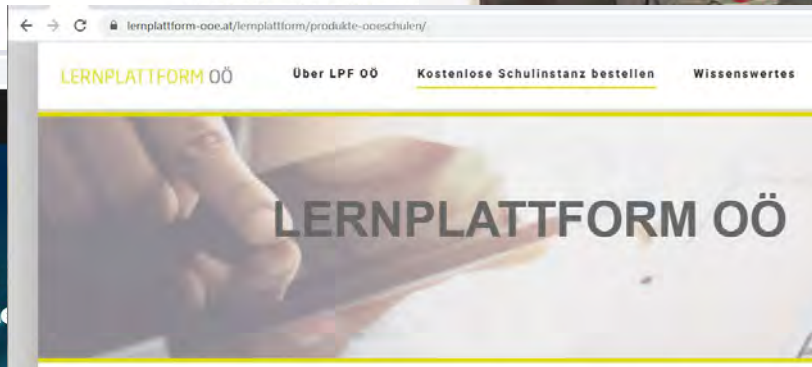 lernplattform-ooe.at/lernplattform/produkte-ooeschulen/
LERNPLATTFORM OÖ
Über LPF OÖ
Kostenlose Schulinstanz bestellen
Wissenswertes
LERNPLATTFORM OÖ